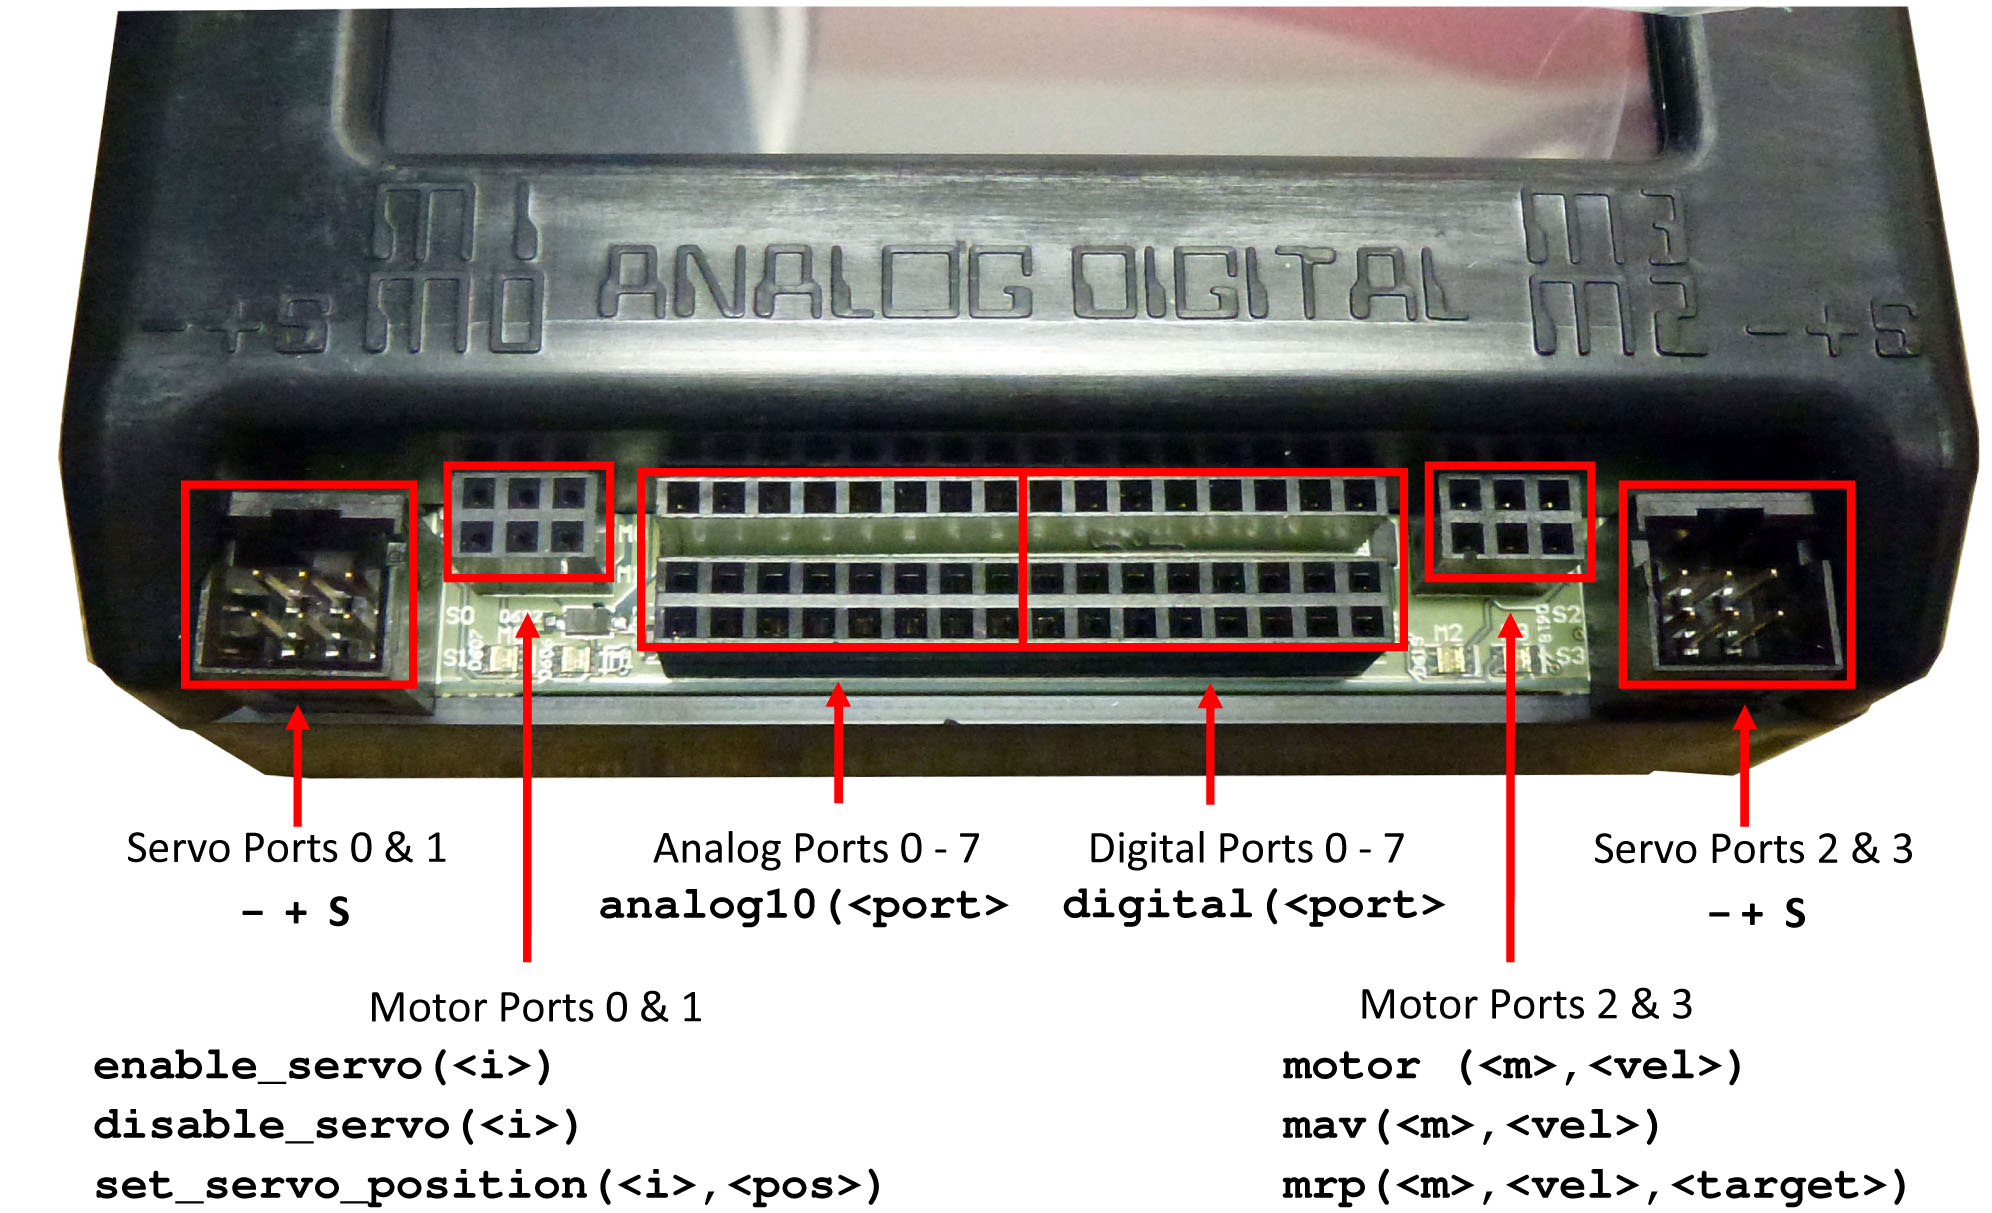 m1
m0
-+S
ANALOG DIGITAL
m3
m2
-+S
S0
S1
M2
S2
S3
Servo Ports 0 & 1
– + S
Analog Ports 0 - 7
analog10(<port>
Digital Ports 0 - 7
digital(<port>
Servo Ports 2 & 3
– + S
Motor Ports 0 & 1
enable_servo(<i>)
disable_servo(<i>)
set_servo_position(<i>,<pos>)
Motor Ports 2 & 3
motor (<m>,<vel>)
mav(<m>,<vel>)
mrp(<m>,<vel>,<target>)